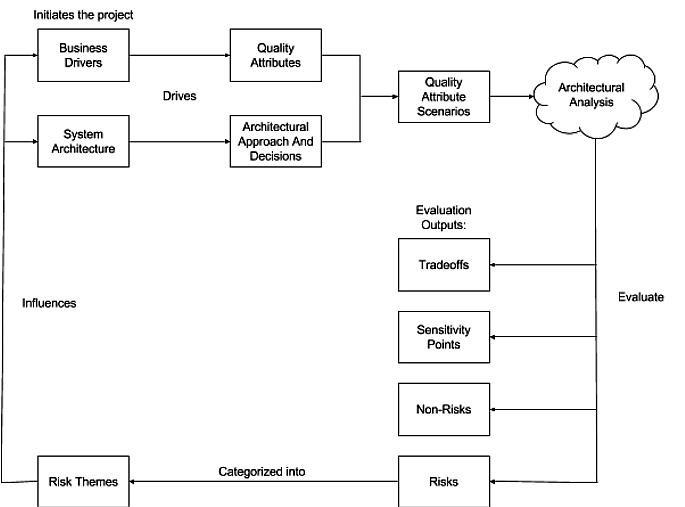 Initiates the project
Business
Drivers
Quality
Attributes
Drives
System
Architecture
Architectural
Approach And
Decisions
Quality
Attribute
Scenarios
Architectural
Analysis
Evaluation
Outputs:
Tradeoffs
Sensitivity
Points
Non-Risks
Risks
Evaluate
Influences
Categorized into
Risk Themes